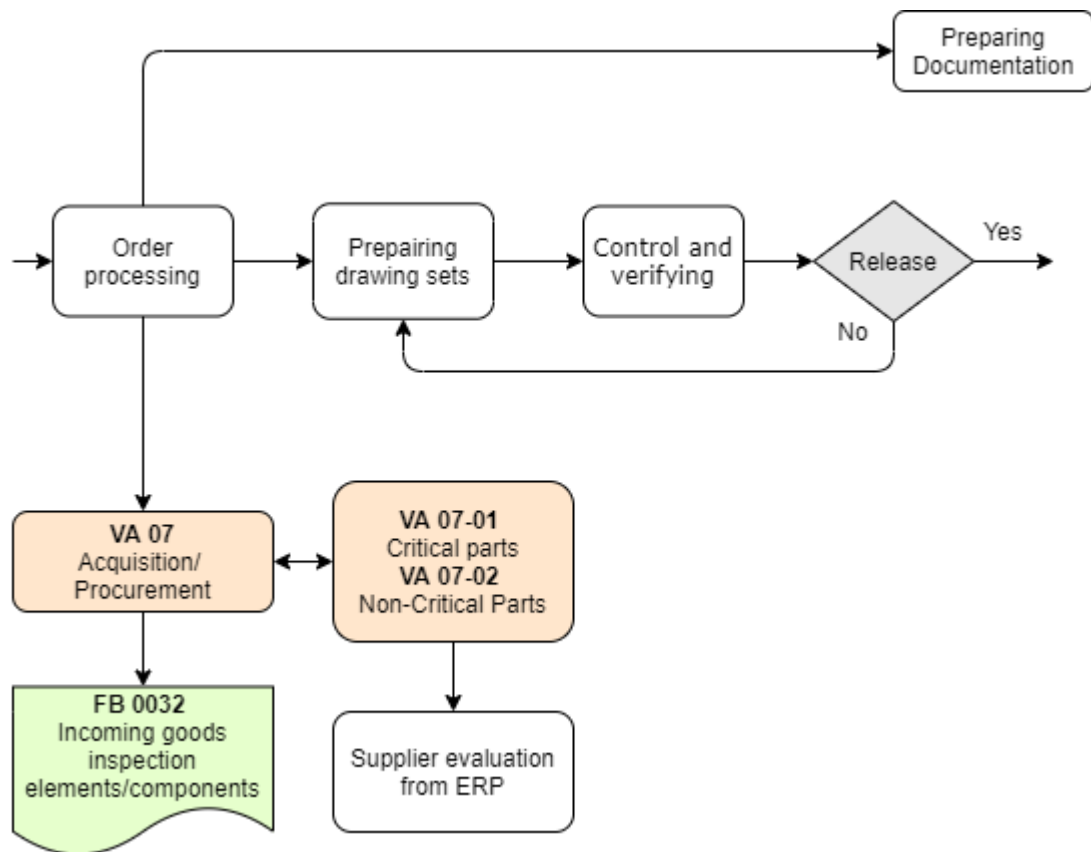 Preparing
Documentation
Order
processing
Prepairing
drawing sets
Control and
verifying
Release
Yes
No
VA 07
Acquisition/
Procurement
VA 07-01
Critical parts
VA 07-02
Non-Critical Parts
FB 0032
Incoming goods
inspection
elements/components
Supplier evaluation
from ERP